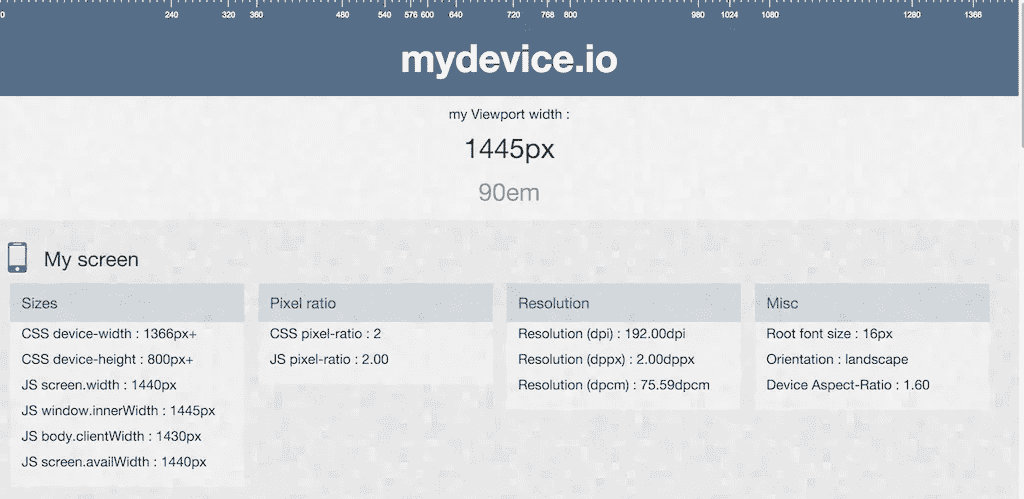 0 240 320 360 480 540 576 600 640 720 768 800 980 1024 1080 1280 1366
mydevice.io
my Viewport width :
1445px
90em
My screen
Sizes
CSS device-width : 1366px+
CSS device-height : 800px+
JS screen.width : 1440px
JS window.innerWidth : 1445px
JS body.clientWidth : 1430px
JS screen.availWidth : 1440px
Pixel ratio
CSS pixel-ratio : 2
JS pixel-ratio : 2.00
Resolution
Resolution (dpi) : 192.00dpi
Resolution (dppx) : 2.00dppx
Resolution (dpcm) : 75.59dpcm
Misc
Root font size : 16px
Orientation : landscape
Device Aspect-Ratio : 1.60